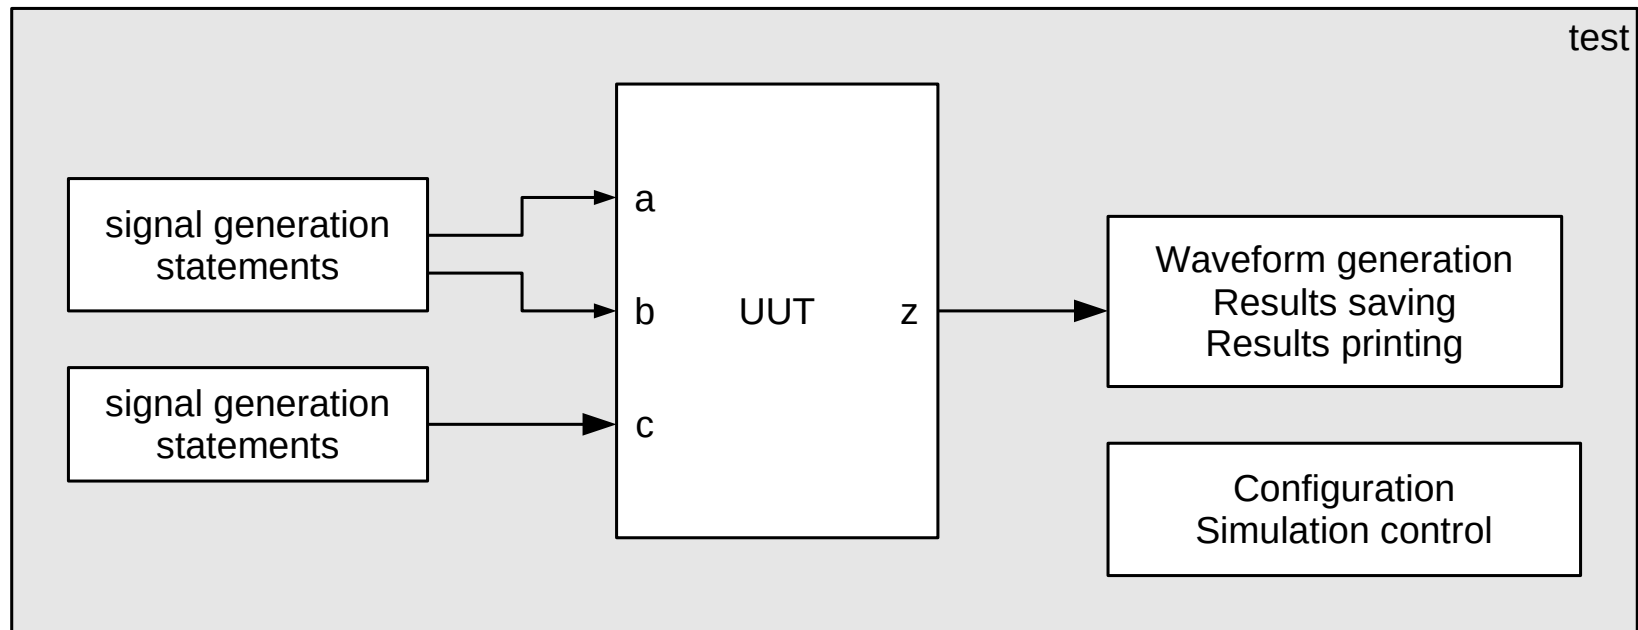 test
signal generation
statements
signal generation
statements
a
b
c
UUT
z
Waveform generation
Results saving
Results printing
Configuration
Simulation control